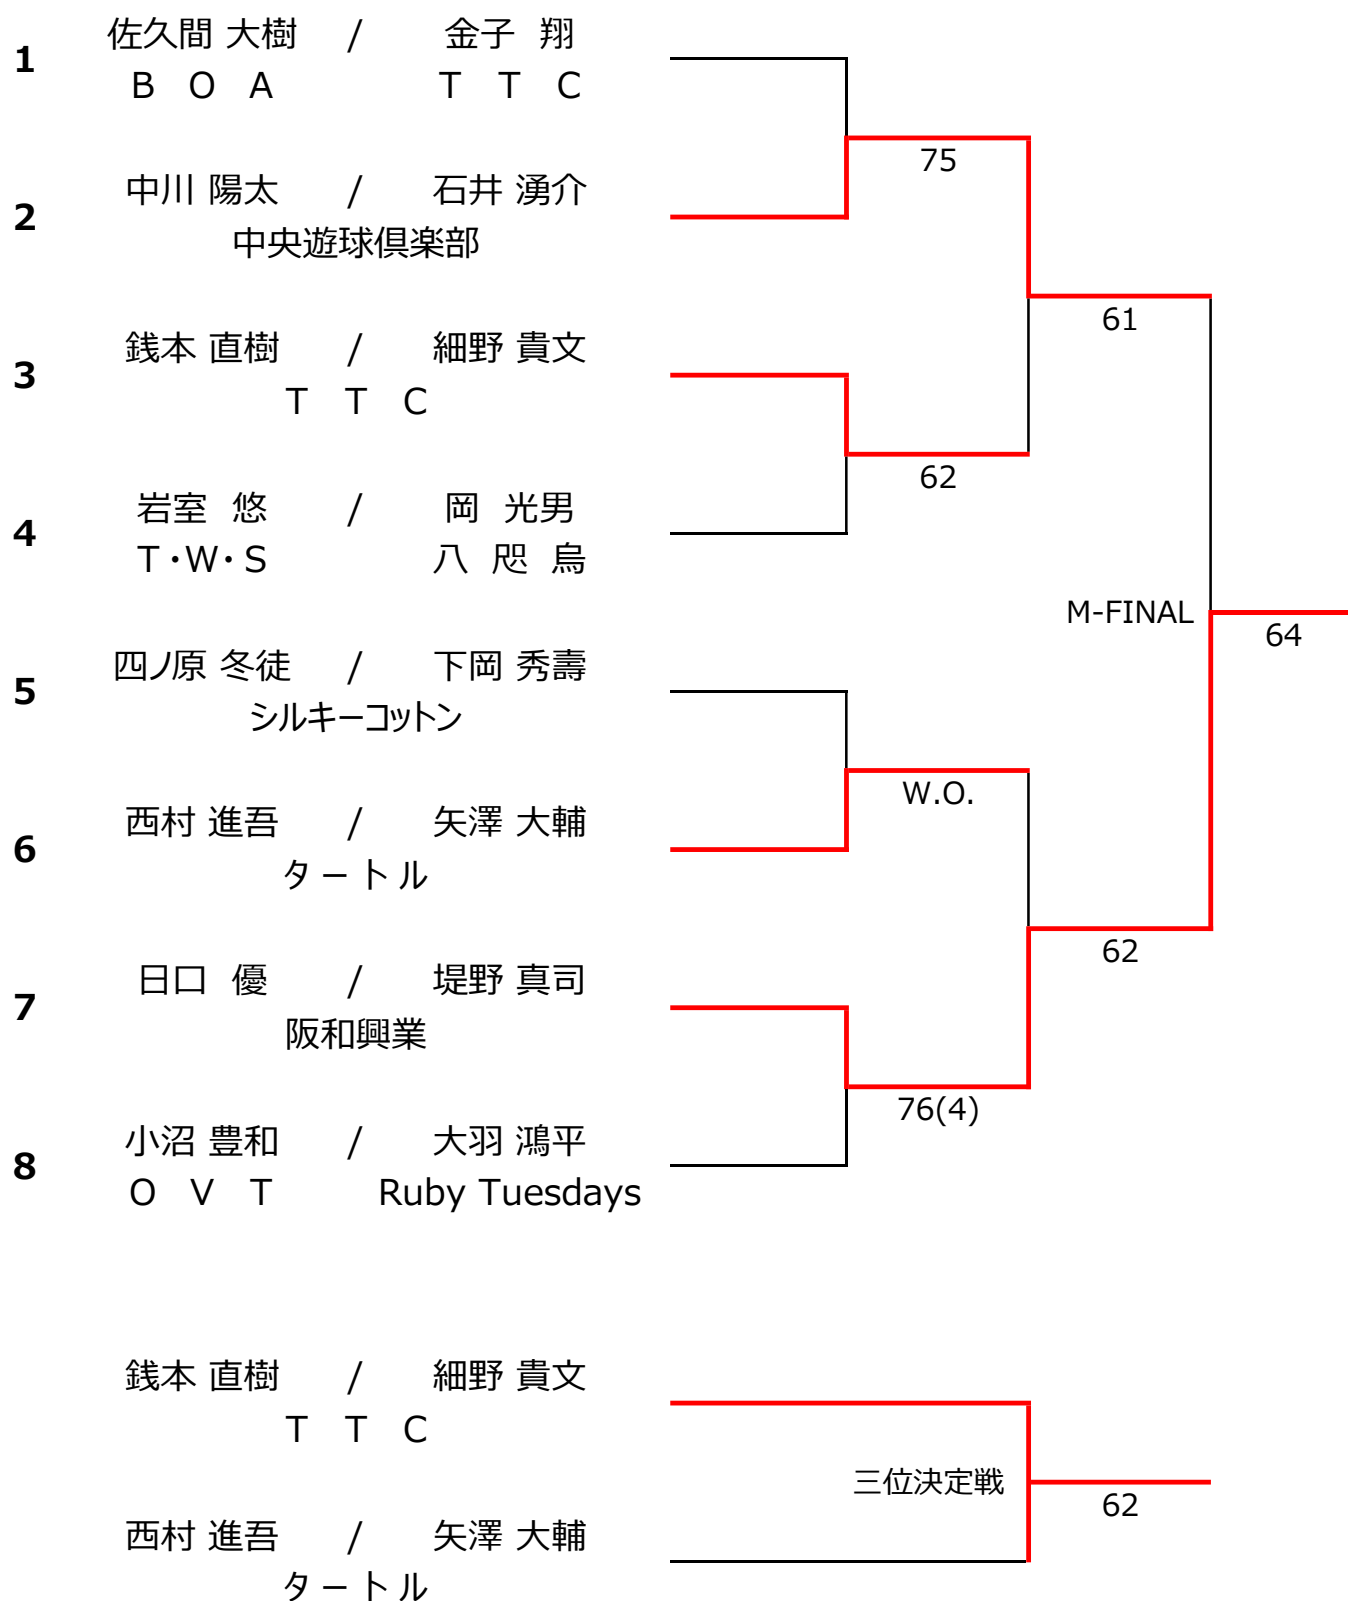 佐久間 大樹 / 金子 翔
1
B O A T T C
75
中川 陽太 / 石井 湧介
2
中央遊球倶楽部
61
銭本 直樹 / 細野 貴文
3
T T C
62
岩室 悠 / 岡 光男
4
T・W・S 八 咫 烏
M-FINAL
64
四ノ原 冬徒 / 下岡 秀壽
5
シルキーコットン
W.O.
西村 進吾 / 矢澤 大輔
6
タートル
62
日口 優 / 堤野 真司
7
阪和興業
76(4)
小沼 豊和 / 大羽 鴻平
8
O V T Ruby Tuesdays
銭本 直樹 / 細野 貴文
T T C
三位決定戦
62
西村 進吾 / 矢澤 大輔
タートル